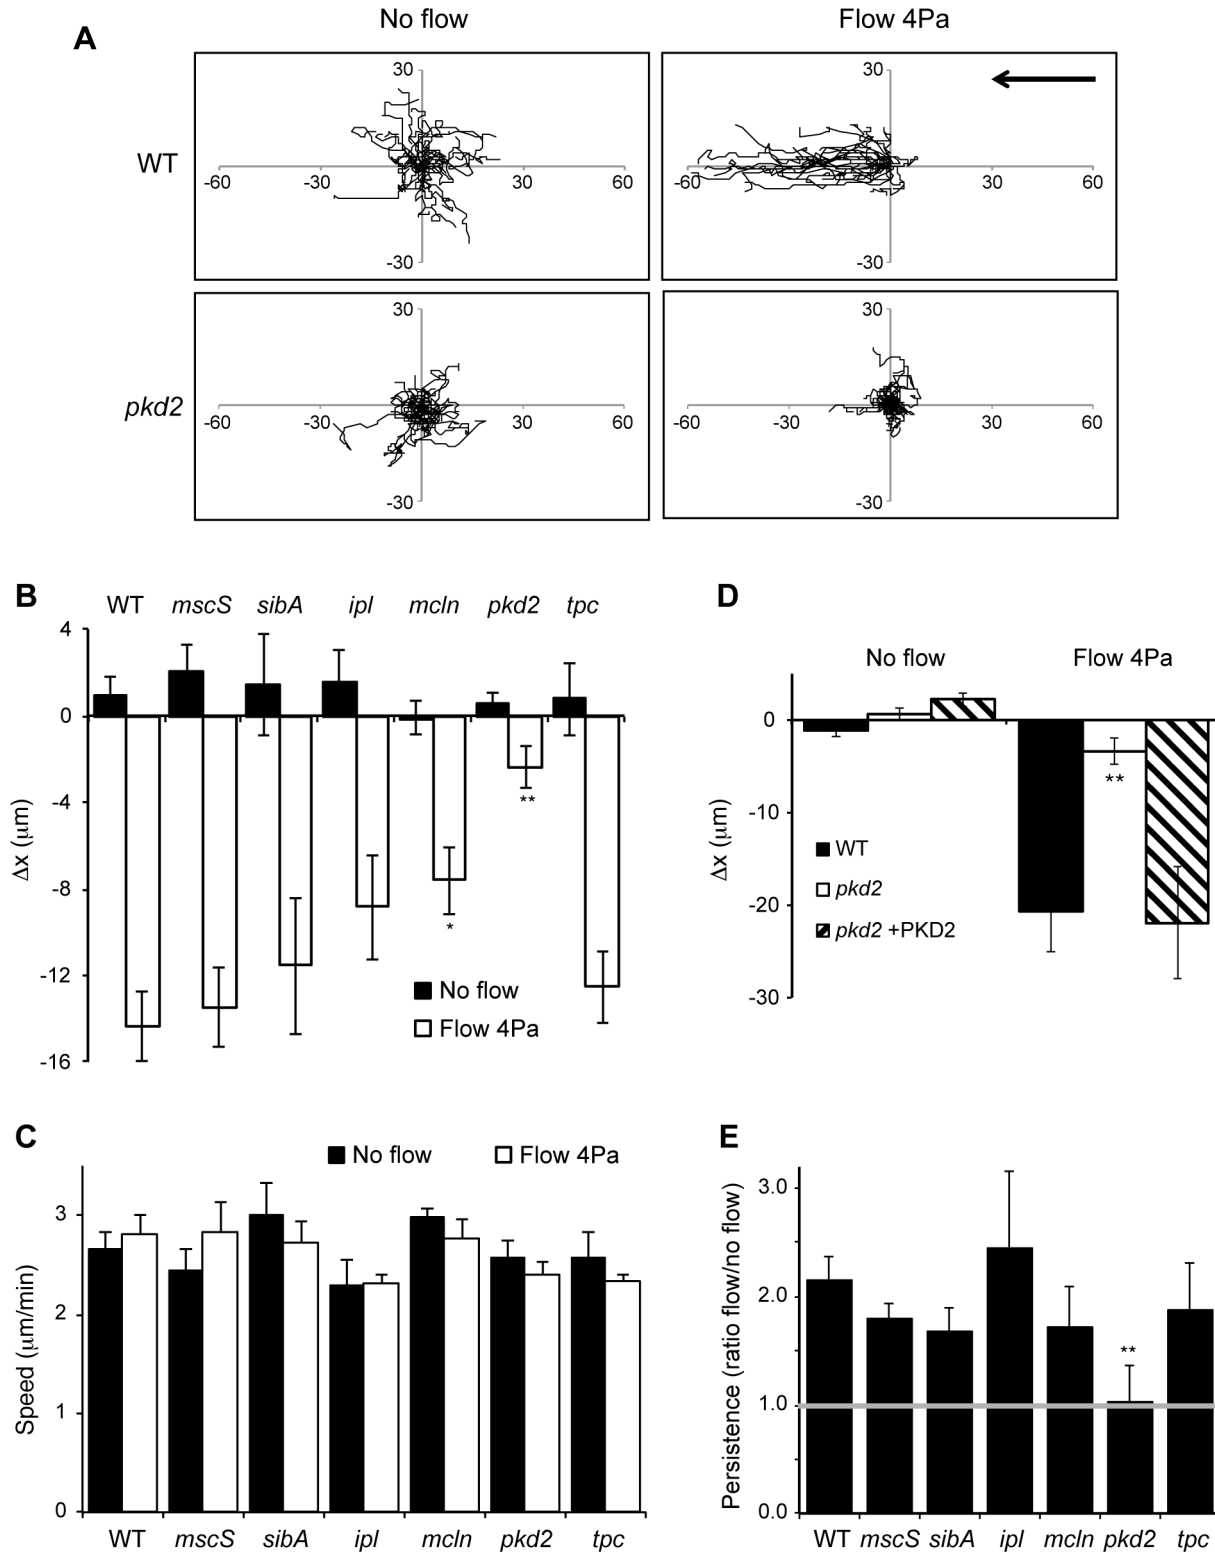 No flow Flow 4Pa
A
30 30
WT
-60 -30 30 60 -60 -30 30 60
-30 -30
30 30
pkd2
-60 -30 30 60 -60 -30 30 60
-30 -30
B
WT mscS sibA ipl mcln pkd2 tpc
4
0
-4
-8
-12
-16
Δx (μm)
**
*
No flow
Flow 4Pa
D
No flow Flow 4Pa
0
-10
-20
-30
Δx (μm)
**
WT
pkd2
pkd2 +PKD2
C
No flow Flow 4Pa
3
2
1
0
Speed (μm/min)
WT mscS sibA ipl mcln pkd2 tpc
E
3.0
2.0
1.0
0.0
Persistence (ratio flow/no flow)
**
WT mscS sibA ipl mcln pkd2 tpc